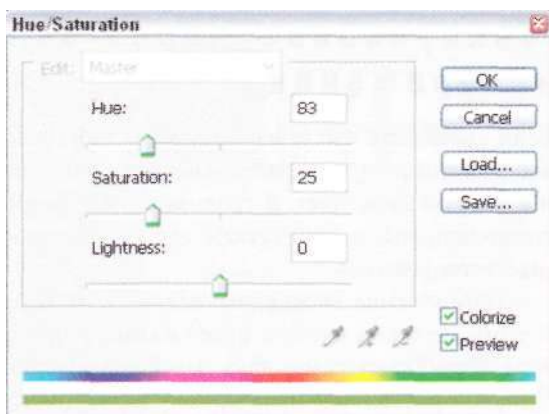 Hue/Saturation
Edit: Master
Hue: 83
Saturation: 25
Lightness: 0
OK
Cancel
Load...
Save...
Colorize
Preview